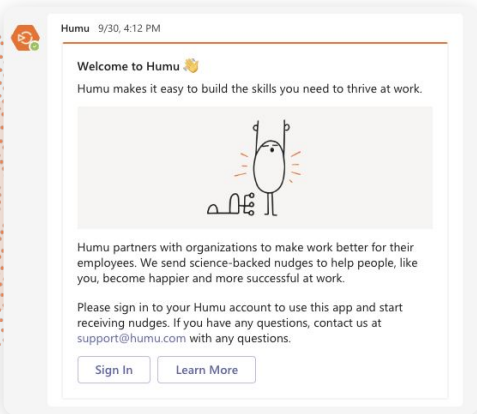 Humu 9/30, 4:12 PM
Welcome to Humu 👋
Humu makes it easy to build the skills you need to thrive at work.
Humu partners with organizations to make work better for their
employees. We send science-backed nudges to help people, like
you, become happier and more successful at work.
Please sign in to your Humu account to use this app and start
receiving nudges. If you have any questions, contact us at
support@humu.com with any questions.
Sign In Learn More